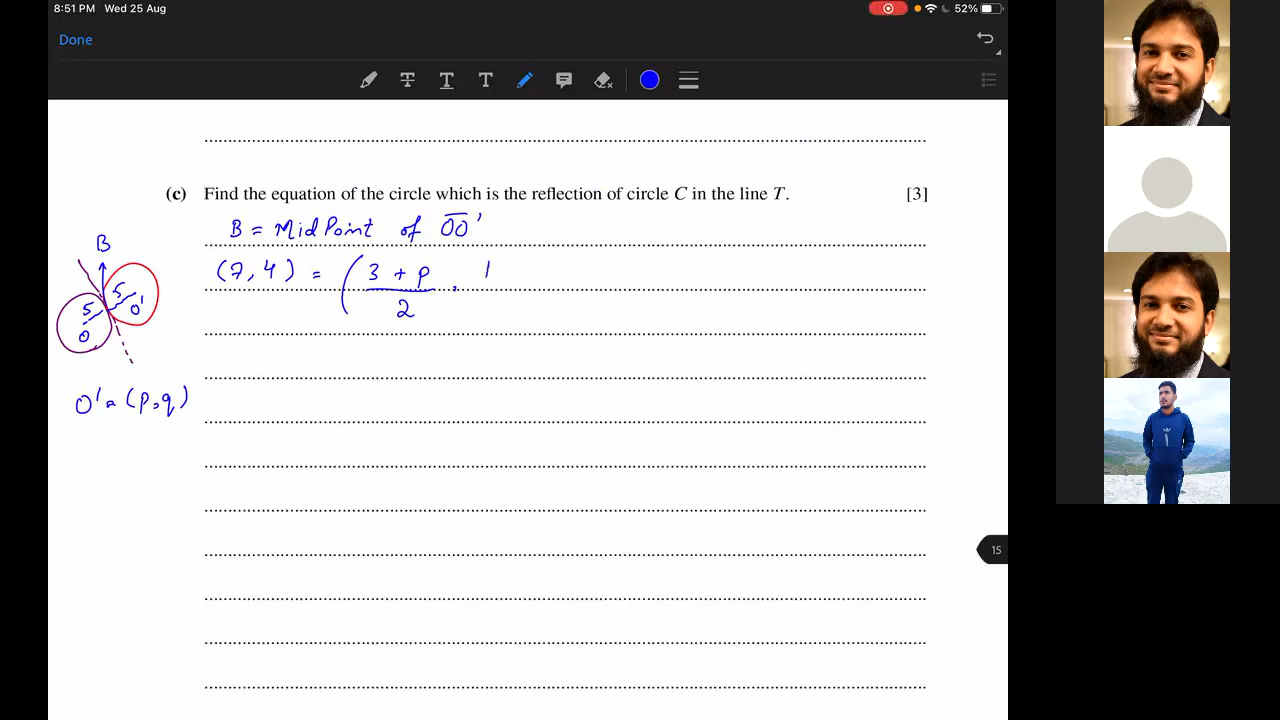 8:51 PM Wed 25 Aug
52%
Done
T T T
(c) Find the equation of the circle which is the reflection of circle C in the line T. [3]
B = Mid Point of OO'
(7, 4) = ( 3 + p / 2 , 1
B
5 5
O O'
O' = (p, q)
15